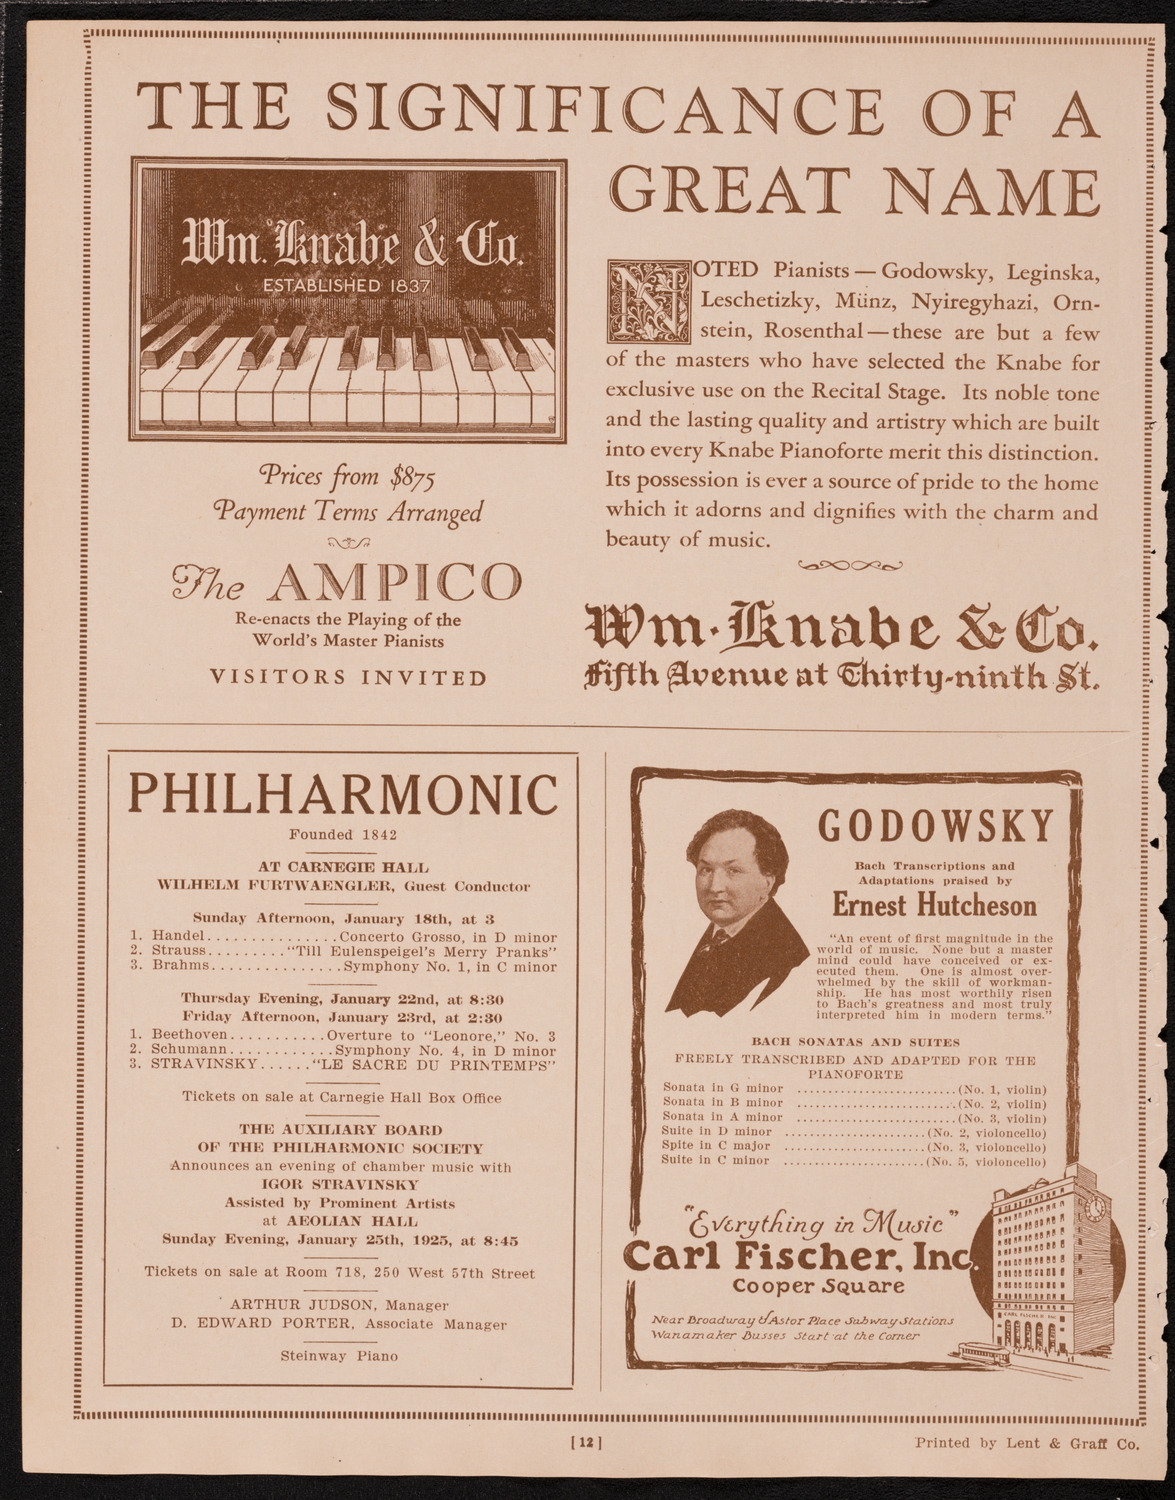 THE SIGNIFICANCE OF A
GREAT NAME
Wm. Knabe & Co.
ESTABLISHED 1837
Prices from $875
Payment Terms Arranged
The AMPICO
Re-enacts the Playing of the
World's Master Pianists
VISITORS INVITED
NOTED Pianists — Godowsky, Leginska,
Leschetizky, Münz, Nyiregyhazi, Orn-
stein, Rosenthal — these are but a few
of the masters who have selected the Knabe for
exclusive use on the Recital Stage. Its noble tone
and the lasting quality and artistry which are built
into every Knabe Pianoforte merit this distinction.
Its possession is ever a source of pride to the home
which it adorns and dignifies with the charm and
beauty of music.
Wm. Knabe & Co.
Fifth Avenue at Thirty-ninth St.
PHILHARMONIC
Founded 1842
AT CARNEGIE HALL
WILHELM FURTWAENGLER, Guest Conductor
Sunday Afternoon, January 18th, at 3
1. Handel...............Concerto Grosso, in D minor
2. Strauss.........“Till Eulenspeigel's Merry Pranks”
3. Brahms...............Symphony No. 1, in C minor
Thursday Evening, January 22nd, at 8:30
Friday Afternoon, January 23rd, at 2:30
1. Beethoven...........Overture to “Leonore,” No. 3
2. Schumann............Symphony No. 4, in D minor
3. STRAVINSKY......“LE SACRE DU PRINTEMPS”
Tickets on sale at Carnegie Hall Box Office
THE AUXILIARY BOARD
OF THE PHILHARMONIC SOCIETY
Announces an evening of chamber music with
IGOR STRAVINSKY
Assisted by Prominent Artists
at AEOLIAN HALL
Sunday Evening, January 25th, 1925, at 8:45
Tickets on sale at Room 718, 250 West 57th Street
ARTHUR JUDSON, Manager
D. EDWARD PORTER, Associate Manager
Steinway Piano
GODOWSKY
Bach Transcriptions and
Adaptations praised by
Ernest Hutcheson
“An event of first magnitude in the
world of music. None but a master
mind could have conceived or ex-
ecuted them. One is almost over-
whelmed by the skill of workman-
ship. He has most worthily risen
to Bach's greatness and most truly
interpreted him in modern terms.”
BACH SONATAS AND SUITES
FREELY TRANSCRIBED AND ADAPTED FOR THE
PIANOFORTE
Sonata in G minor .......................(No. 1, violin)
Sonata in B minor .......................(No. 2, violin)
Sonata in A minor .......................(No. 3, violin)
Suite in D minor ....................(No. 2, violoncello)
Spite in C major ....................(No. 3, violoncello)
Suite in C minor ....................(No. 5, violoncello)
“Everything in Music”
Carl Fischer, Inc.
Cooper Square
Near Broadway & Astor Place Subway Stations
Wanamaker Busses Start at the Corner
CARL FISCHER INC
[ 12 ]
Printed by Lent & Graff Co.